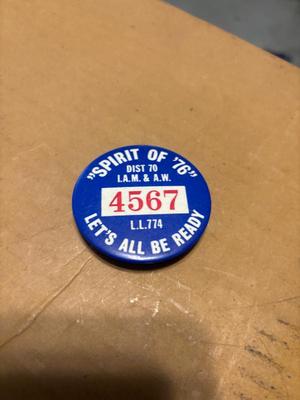 "SPIRIT OF '76"
DIST 70
I.A.M. & A.W.
4567
L.L.774
LET'S ALL BE READY